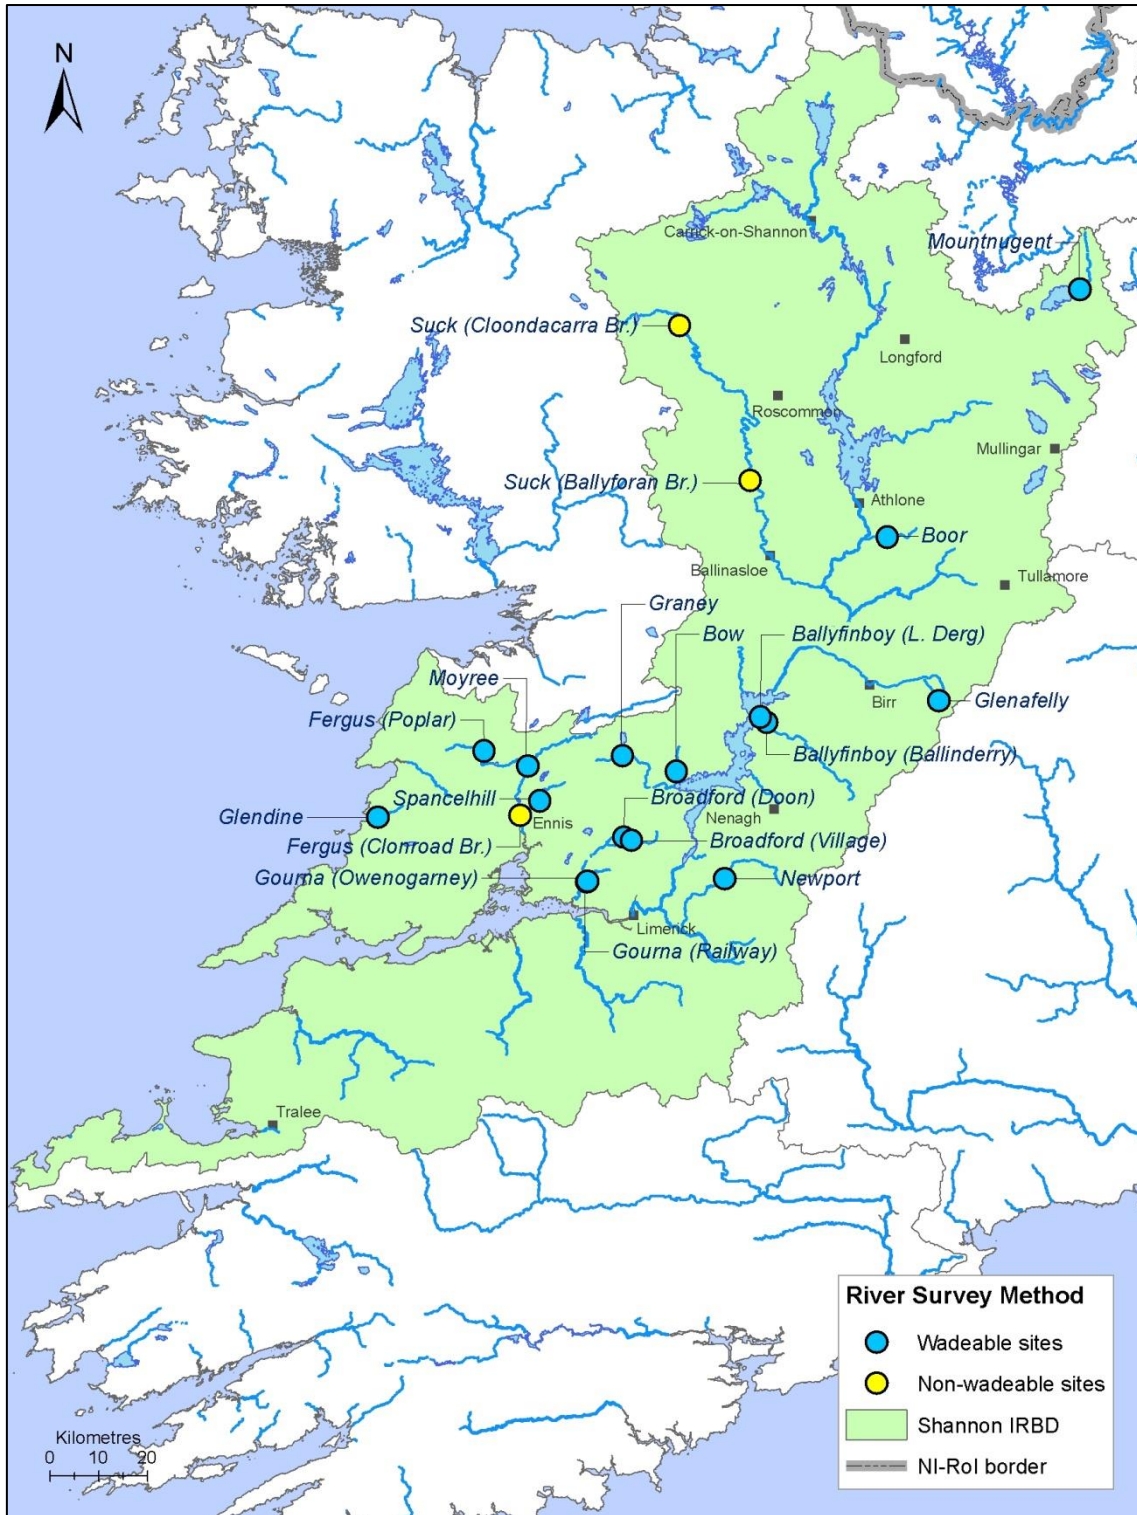 N
Carrick-on-Shannon
Mountnugent
Suck (Cloondacarra Br.)
Longford
Roscommon
Mullingar
Suck (Ballyforan Br.)
Athlone
Boor
Ballinasloe
Tullamore
Graney
Bow
Ballyfinboy (L. Derg)
Moyree
Birr
Glenafelly
Fergus (Poplar)
Ballyfinboy (Ballinderry)
Spancelhill
Broadford (Doon)
Nenagh
Glendine
Ennis
Fergus (Clonroad Br.)
Broadford (Village)
Gourna (Owenogarney)
Newport
Limerick
Gourna (Railway)
Tralee
River Survey Method
Wadeable sites
Non-wadeable sites
Shannon IRBD
NI-RoI border
Kilometres
0 10 20